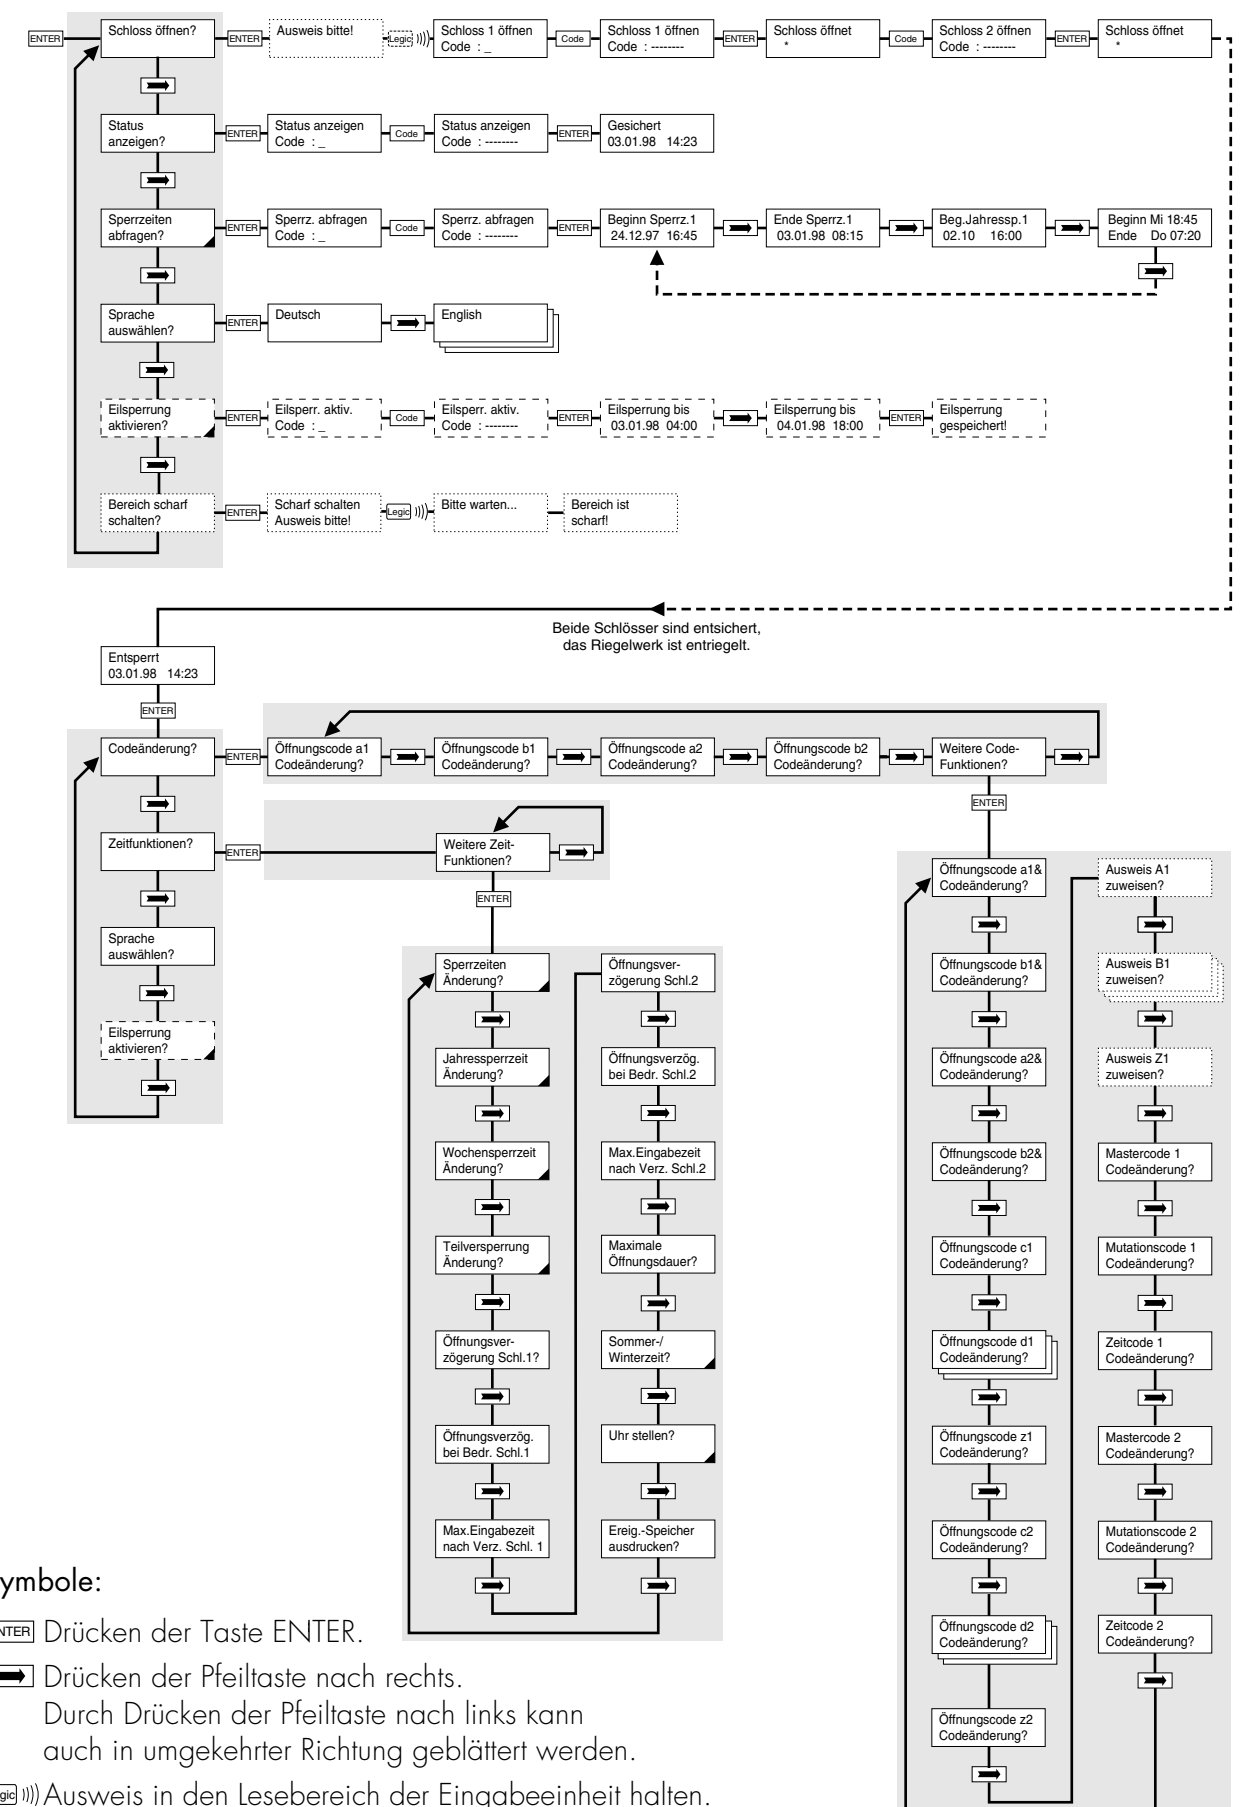 ENTER
Schloss öffnen?
ENTER
Ausweis bitte!
Legic
Schloss 1 öffnen
Code : _
Code
Schloss 1 öffnen
Code : --------
ENTER
Schloss öffnet
*
Code
Schloss 2 öffnen
Code : --------
ENTER
Schloss öffnet
*
Status
anzeigen?
ENTER
Status anzeigen
Code : _
Code
Status anzeigen
Code : --------
ENTER
Gesichert
03.01.98 14:23
Sperrzeiten
abfragen?
ENTER
Sperrz. abfragen
Code : _
Code
Sperrz. abfragen
Code : --------
ENTER
Beginn Sperrz.1
24.12.97 16:45
Ende Sperrz.1
03.01.98 08:15
Beg.Jahressp.1
02.10 16:00
Beginn Mi 18:45
Ende Do 07:20
Sprache
auswählen?
ENTER
Deutsch
English
Eilsperrung
aktivieren?
ENTER
Eilsperr. aktiv.
Code : _
Code
Eilsperr. aktiv.
Code : --------
ENTER
Eilsperrung bis
03.01.98 04:00
Eilsperrung bis
04.01.98 18:00
ENTER
Eilsperrung
gespeichert!
Bereich scharf
schalten?
ENTER
Scharf schalten
Ausweis bitte!
Legic
Bitte warten...
Bereich ist
scharf!
Beide Schlösser sind entsichert,
das Riegelwerk ist entriegelt.
Entsperrt
03.01.98 14:23
ENTER
Codeänderung?
ENTER
Öffnungscode a1
Codeänderung?
Öffnungscode b1
Codeänderung?
Öffnungscode a2
Codeänderung?
Öffnungscode b2
Codeänderung?
Weitere Code-
Funktionen?
ENTER
Zeitfunktionen?
ENTER
Weitere Zeit-
Funktionen?
ENTER
Sprache
auswählen?
Eilsperrung
aktivieren?
Sperrzeiten
Änderung?
Jahressperrzeit
Änderung?
Wochensperrzeit
Änderung?
Teilversperrung
Änderung?
Öffnungsver-
zögerung Schl.1?
Öffnungsverzög.
bei Bedr. Schl.1
Max.Eingabezeit
nach Verz. Schl. 1
Öffnungsver-
zögerung Schl.2
Öffnungsverzög.
bei Bedr. Schl.2
Max.Eingabezeit
nach Verz. Schl.2
Maximale
Öffnungsdauer?
Sommer-/
Winterzeit?
Uhr stellen?
Ereig.-Speicher
ausdrucken?
Öffnungscode a1&
Codeänderung?
Öffnungscode b1&
Codeänderung?
Öffnungscode a2&
Codeänderung?
Öffnungscode b2&
Codeänderung?
Öffnungscode c1
Codeänderung?
Öffnungscode d1
Codeänderung?
Öffnungscode z1
Codeänderung?
Öffnungscode c2
Codeänderung?
Öffnungscode d2
Codeänderung?
Öffnungscode z2
Codeänderung?
Ausweis A1
zuweisen?
Ausweis B1
zuweisen?
Ausweis Z1
zuweisen?
Mastercode 1
Codeänderung?
Mutationscode 1
Codeänderung?
Zeitcode 1
Codeänderung?
Mastercode 2
Codeänderung?
Mutationscode 2
Codeänderung?
Zeitcode 2
Codeänderung?
ymbole:
NTER Drücken der Taste ENTER.
Drücken der Pfeiltaste nach rechts.
Durch Drücken der Pfeiltaste nach links kann
auch in umgekehrter Richtung geblättert werden.
gic Ausweis in den Lesebereich der Eingabeeinheit halten.